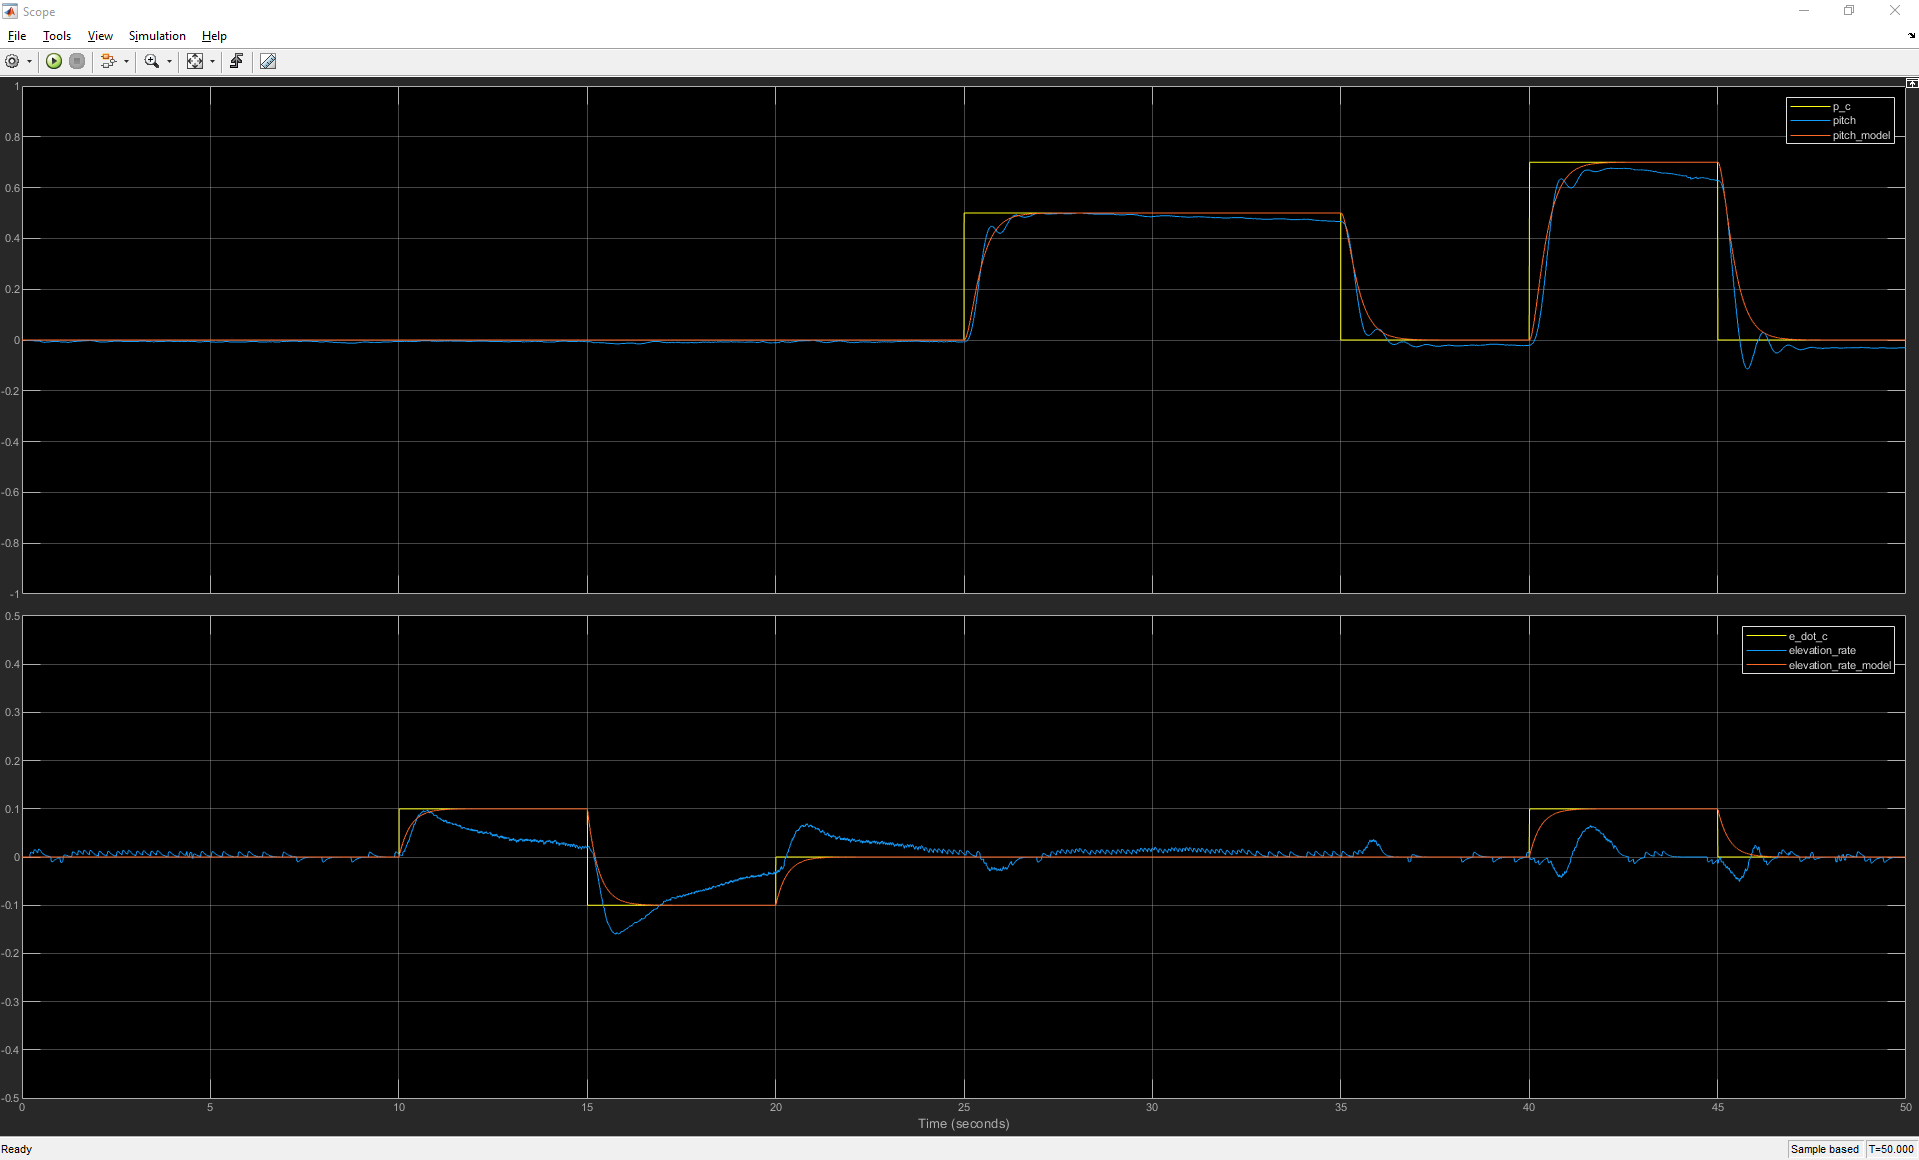 Scope
File Tools View Simulation Help
1
0.8
0.6
0.4
0.2
0
-0.2
-0.4
-0.6
-0.8
-1
p_c
pitch
pitch_model
0.5
0.4
0.3
0.2
0.1
0
-0.1
-0.2
-0.3
-0.4
-0.5
e_dot_c
elevation_rate
elevation_rate_model
0 5 10 15 20 25 30 35 40 45 50
Time (seconds)
Ready Sample based T=50.000